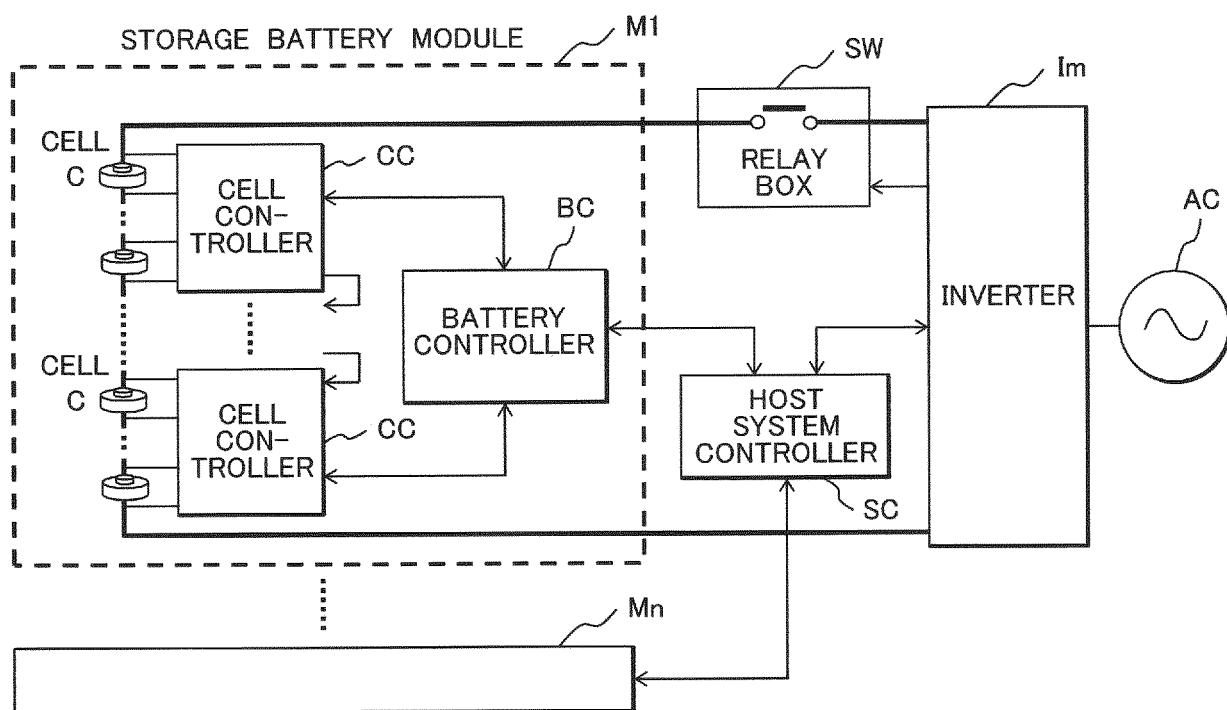 STORAGE BATTERY MODULE
M1
SW
Im
CELL
C
CC
CELL
CON-
TROLLER
RELAY
BOX
BC
AC
BATTERY
CONTROLLER
INVERTER
CELL
C
CELL
CON-
TROLLER
CC
HOST
SYSTEM
CONTROLLER
SC
Mn